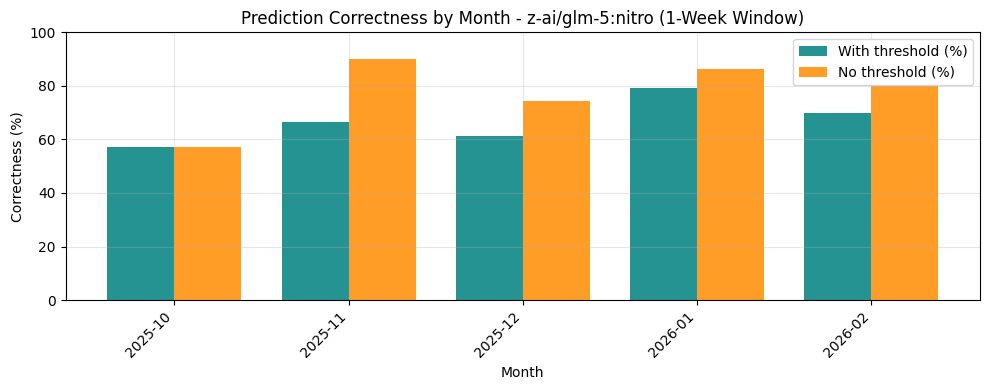 Prediction Correctness by Month - z-ai/glm-5:nitro (1-Week Window)
With threshold (%)
No threshold (%)
Correctness (%)
100
80
60
40
20
0
2025-10
2025-11
2025-12
2026-01
2026-02
Month